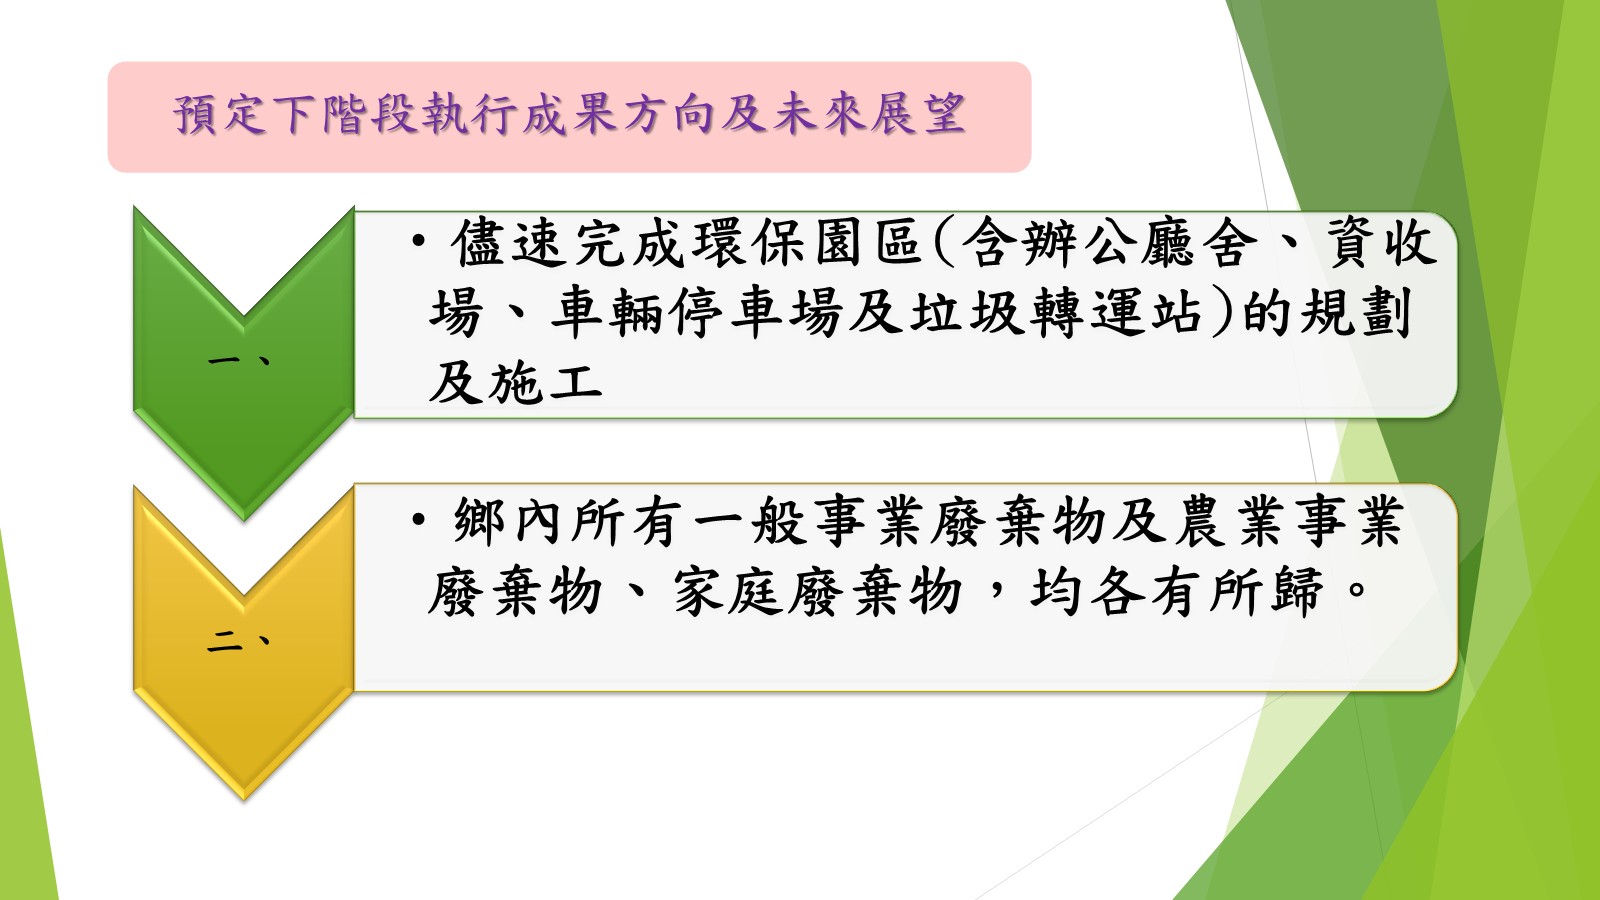 預定下階段執行成果方向及未來展望
一、
•儘速完成環保園區(含辦公廳舍、資收
場、車輛停車場及垃圾轉運站)的規劃
及施工
二、
•鄉內所有一般事業廢棄物及農業事業
廢棄物、家庭廢棄物，均各有所歸。